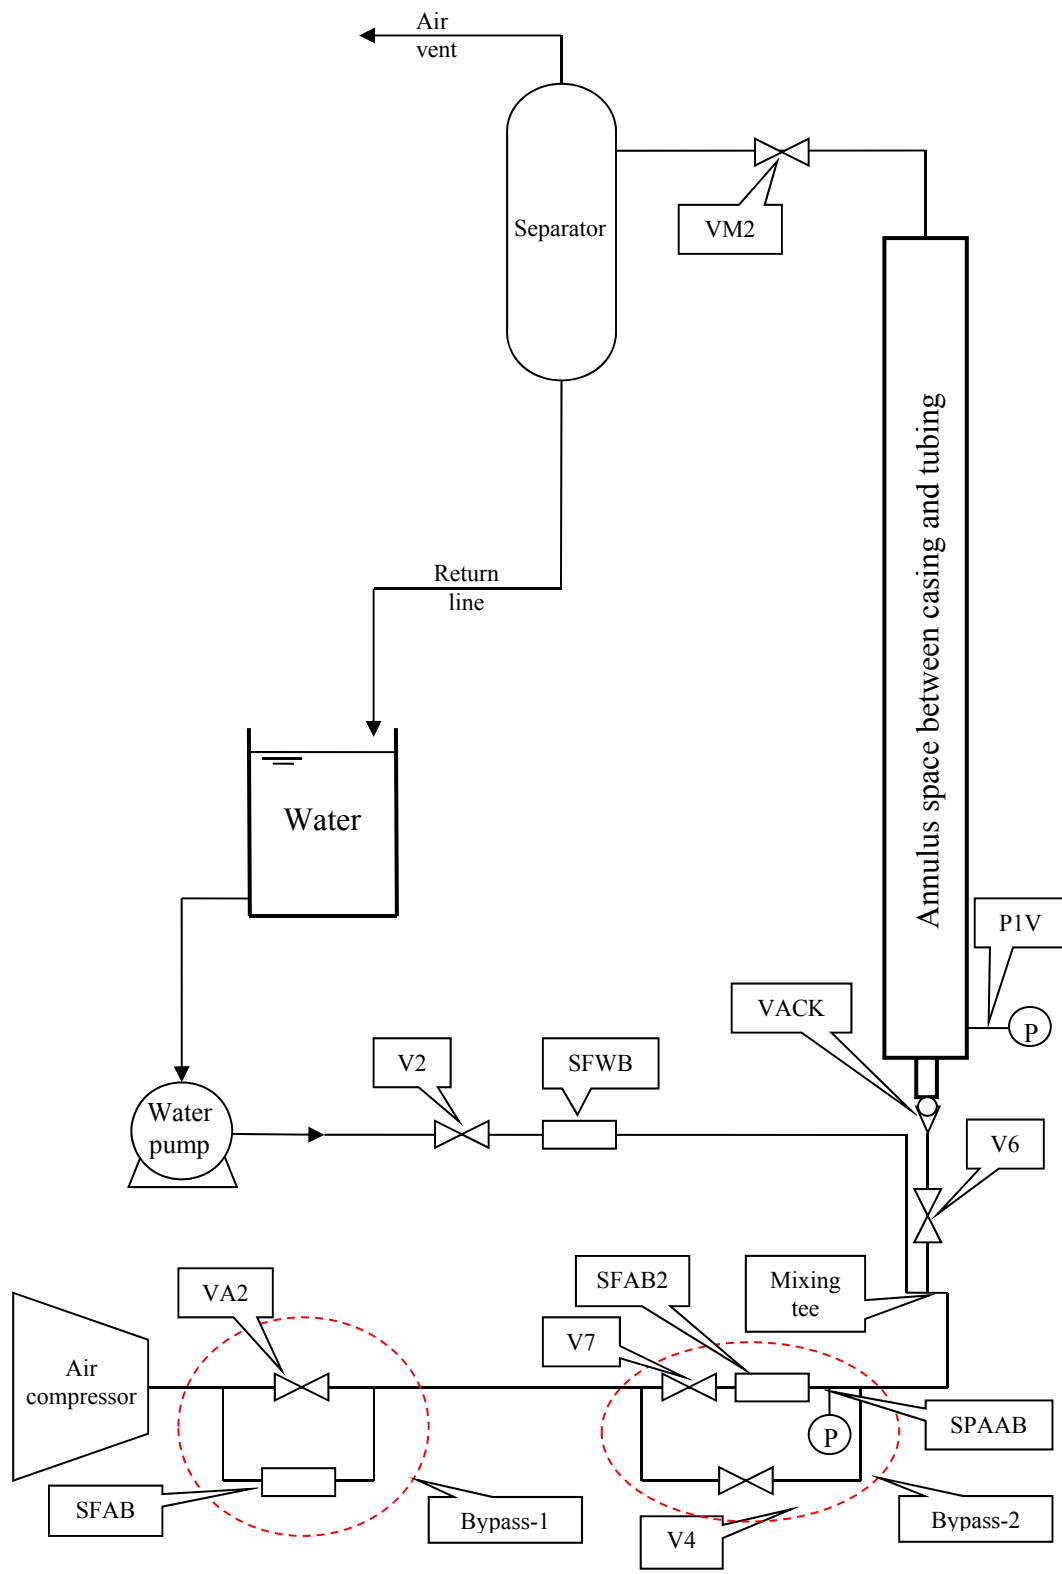 Air
vent
Separator
VM2
Annulus space between casing and tubing
Return
line
Water
P1V
P
VACK
V2
SFWB
Water
pump
V6
VA2
SFAB2
Mixing
tee
V7
Air
compressor
SPAAB
P
SFAB
Bypass-1
V4
Bypass-2